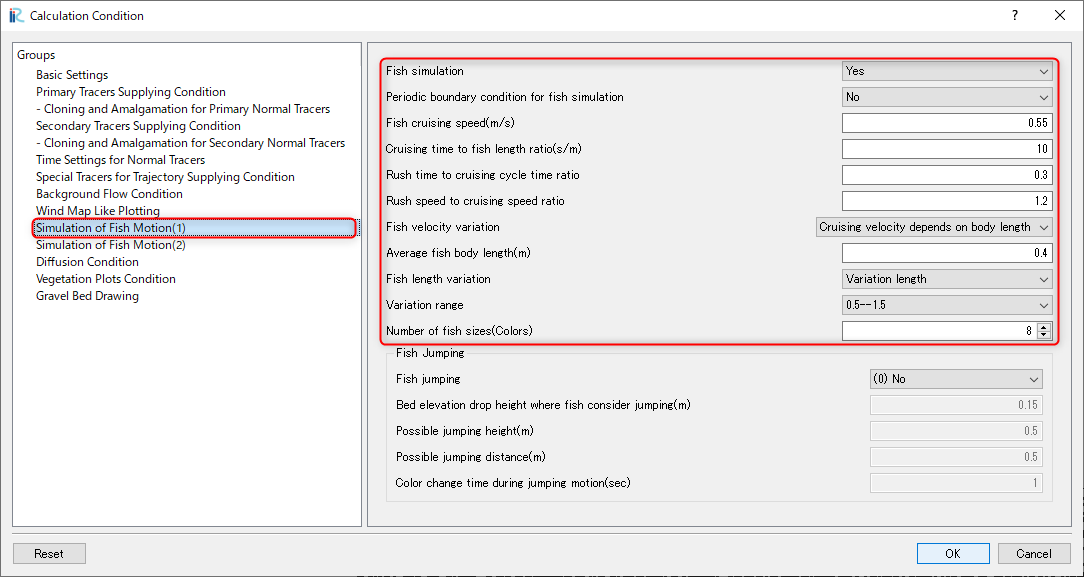 Calculation Condition
?
Groups
Basic Settings
Primary Tracers Supplying Condition
- Cloning and Amalgamation for Primary Normal Tracers
Secondary Tracers Supplying Condition
- Cloning and Amalgamation for Secondary Normal Tracers
Time Settings for Normal Tracers
Special Tracers for Trajectory Supplying Condition
Background Flow Condition
Wind Map Like Plotting
Simulation of Fish Motion(1)
Simulation of Fish Motion(2)
Diffusion Condition
Vegetation Plots Condition
Gravel Bed Drawing
Fish simulation Yes
Periodic boundary condition for fish simulation No
Fish cruising speed(m/s) 0.55
Cruising time to fish length ratio(s/m) 10
Rush time to cruising cycle time ratio 0.3
Rush speed to cruising speed ratio 1.2
Fish velocity variation Cruising velocity depends on body length
Average fish body length(m) 0.4
Fish length variation Variation length
Variation range 0.5--1.5
Number of fish sizes(Colors) 8
Fish Jumping
Fish jumping (0) No
Bed elevation drop height where fish consider jumping(m) 0.15
Possible jumping height(m) 0.5
Possible jumping distance(m) 0.5
Color change time during jumping motion(sec) 1
Reset OK Cancel